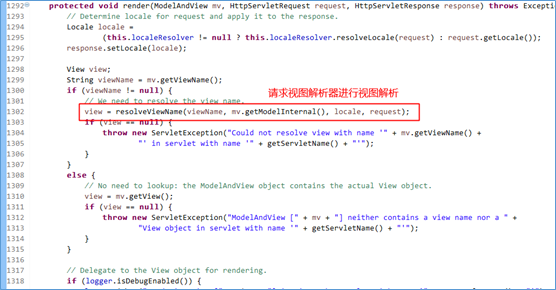 1292 protected void render(ModelAndView mv, HttpServletRequest request, HttpServletResponse response) throws Excepti
1293 // Determine locale for request and apply it to the response.
1294 Locale locale =
1295 (this.localeResolver != null ? this.localeResolver.resolveLocale(request) : request.getLocale());
1296 response.setLocale(locale);
1297
1298 View view;
1299 String viewName = mv.getViewName();
1300 if (viewName != null) {
请求视图解析器进行视图解析
1301 // We need to resolve the view name.
1302 view = resolveViewName(viewName, mv.getModelInternal(), locale, request);
1303 if (view == null) {
1304 throw new ServletException("Could not resolve view with name '" + mv.getViewName() +
1305 "' in servlet with name '" + getServletName() + "'");
1306 }
1307 }
1308 else {
1309 // No need to lookup: the ModelAndView object contains the actual View object.
1310 view = mv.getView();
1311 if (view == null) {
1312 throw new ServletException("ModelAndView [" + mv + "] neither contains a view name nor a " +
1313 "View object in servlet with name '" + getServletName() + "'");
1314 }
1315 }
1316
1317 // Delegate to the View object for rendering.
1318 if (logger.isDebugEnabled()) {